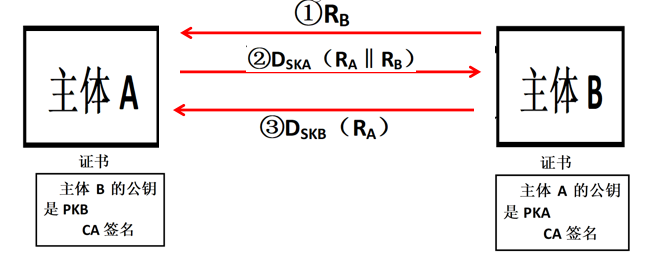 ①RB
②DSKA（RA‖RB）
③DSKB（RA）
主体 A
主体 B
证书
证书
主体 B 的公钥
是 PKB
CA 签名
主体 A 的公钥
是 PKA
CA 签名